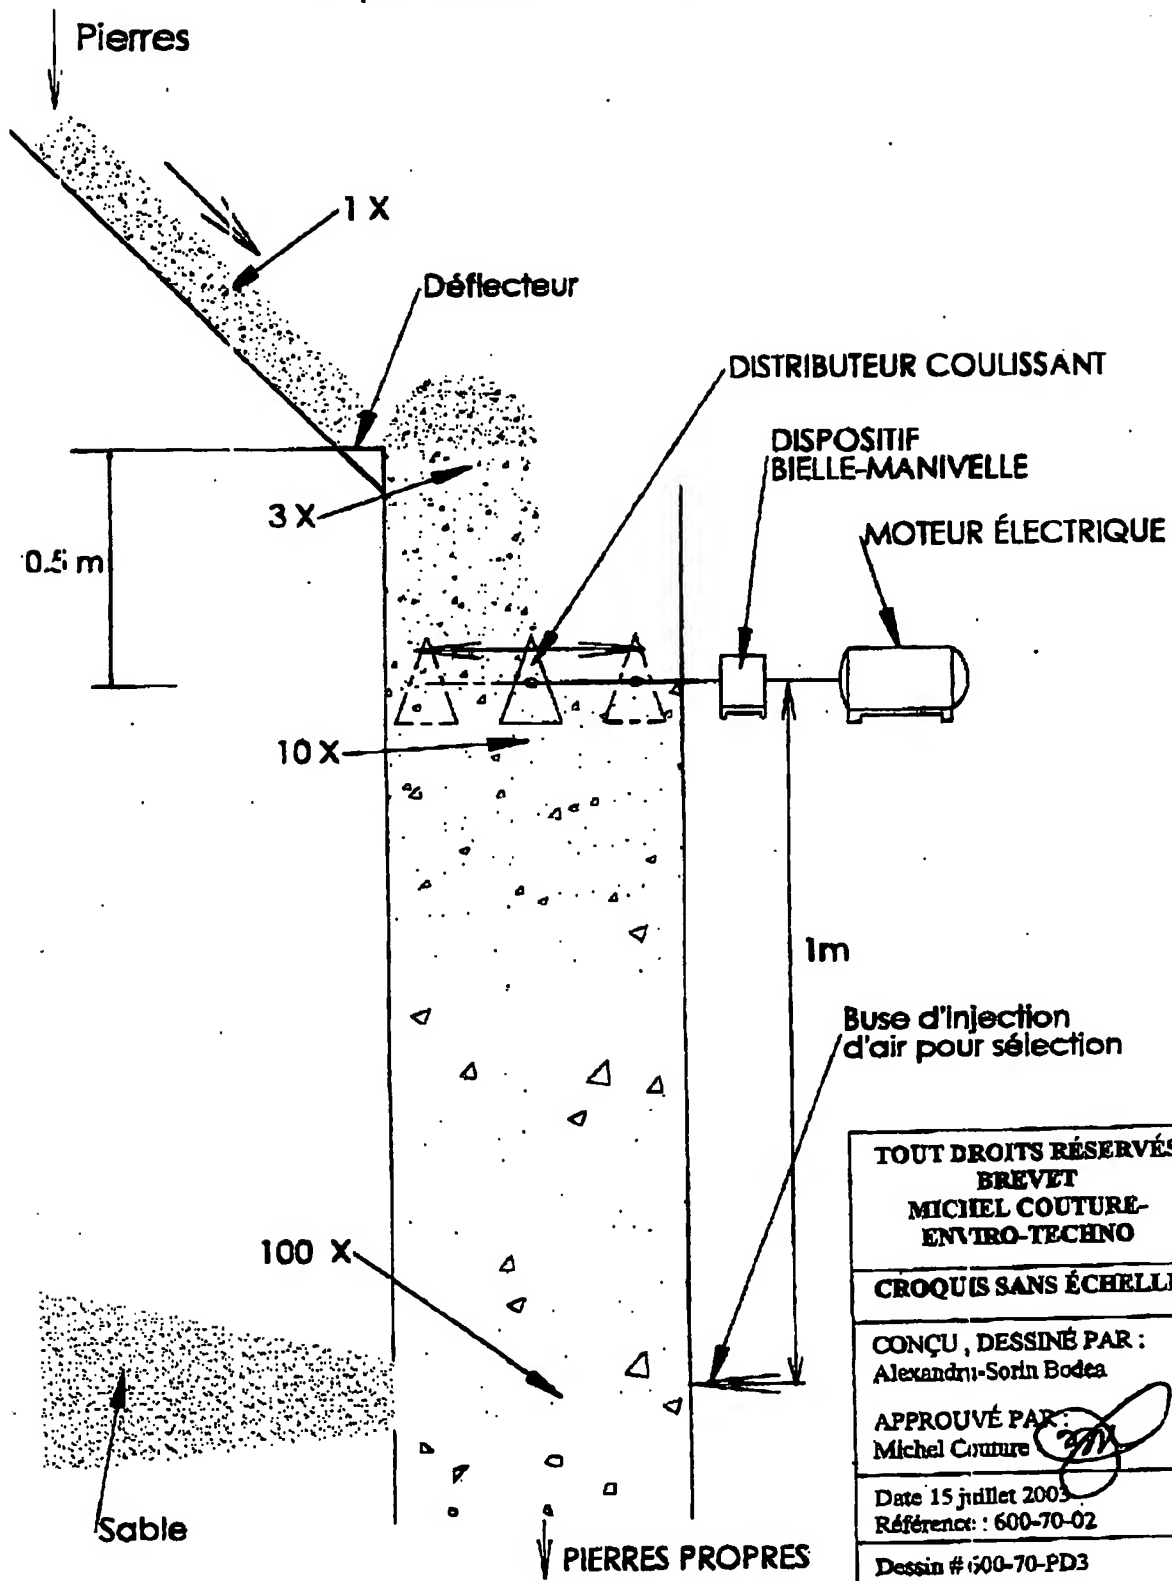 Pierres
1 X
Déflecteur
DISTRIBUTEUR COULISSANT
DISPOSITIF
BIELLE-MANIVELLE
3 X
MOTEUR ÉLECTRIQUE
0.5 m
10 X
1m
Buse d'injection
d'air pour sélection
100 X
Sable
PIERRES PROPRES
TOUT DROITS RÉSERVÉS
BREVET
MICHEL COUTURE-
ENVIRO-TECHNO
CROQUIS SANS ÉCHELLE
CONÇU, DESSINÉ PAR :
Alexandru-Sorin Bodea
APPROUVÉ PAR :
Michel Couture
Date 15 juillet 2003
Référence : 600-70-02
Dessin # 600-70-PD3